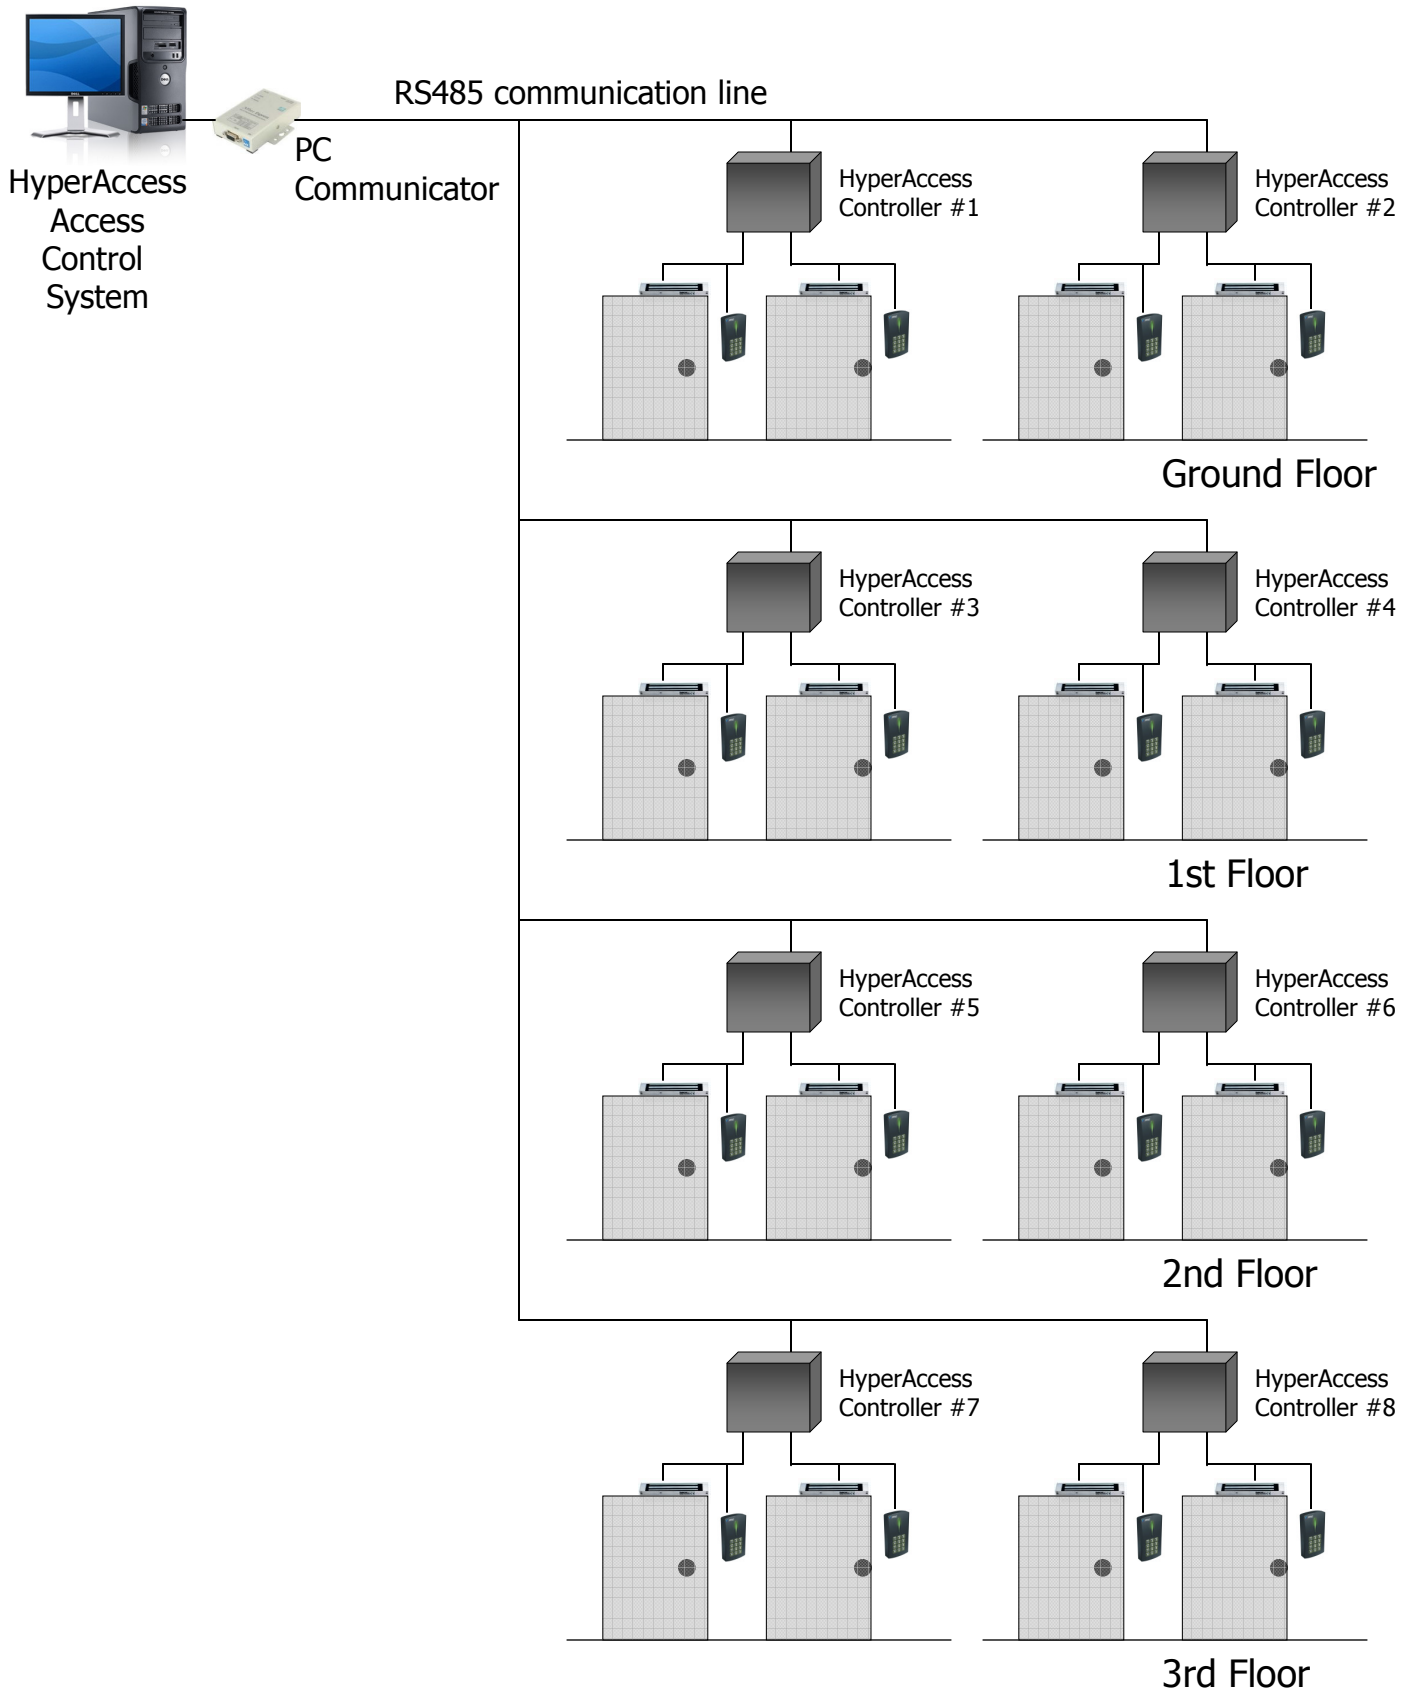 RS485 communication line
PC
Communicator
HyperAccess
Access
Control
System
HyperAccess
Controller #1
HyperAccess
Controller #2
Ground Floor
HyperAccess
Controller #3
HyperAccess
Controller #4
1st Floor
HyperAccess
Controller #5
HyperAccess
Controller #6
2nd Floor
HyperAccess
Controller #7
HyperAccess
Controller #8
3rd Floor